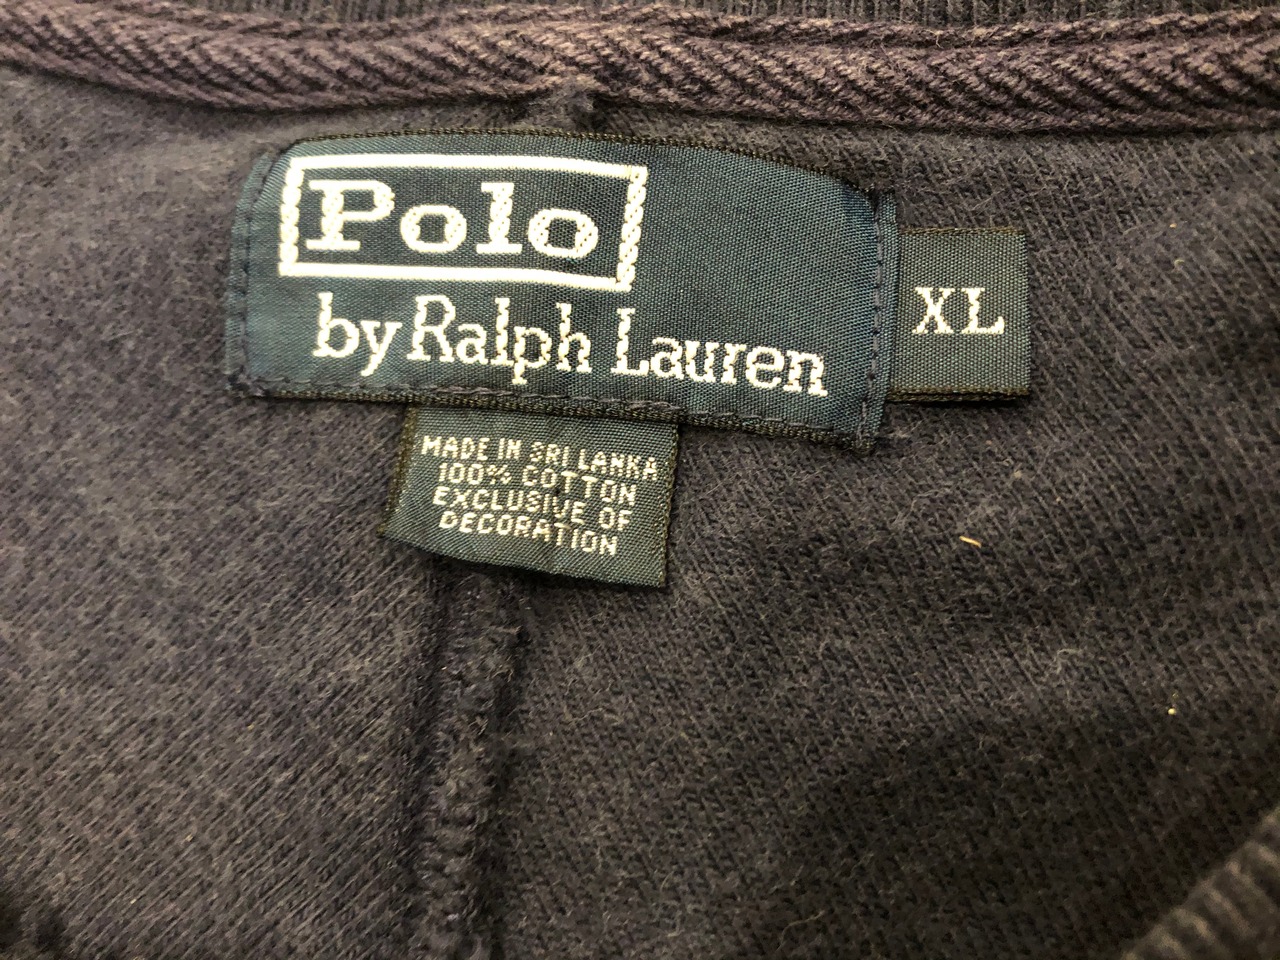 Polo
by Ralph Lauren
XL
MADE IN SRI LANKA
100% COTTON
EXCLUSIVE OF
DECORATION